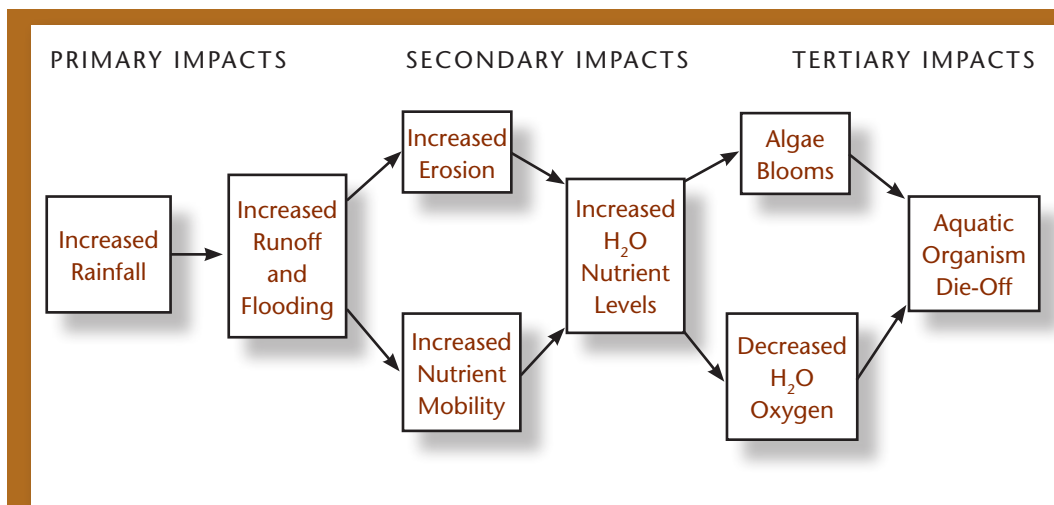 PRIMARY IMPACTS
SECONDARY IMPACTS
TERTIARY IMPACTS
Increased
Rainfall
Increased
Runoff
and
Flooding
Increased
Erosion
Increased
Nutrient
Mobility
Increased
H₂O
Nutrient
Levels
Algae
Blooms
Decreased
H₂O
Oxygen
Aquatic
Organism
Die-Off